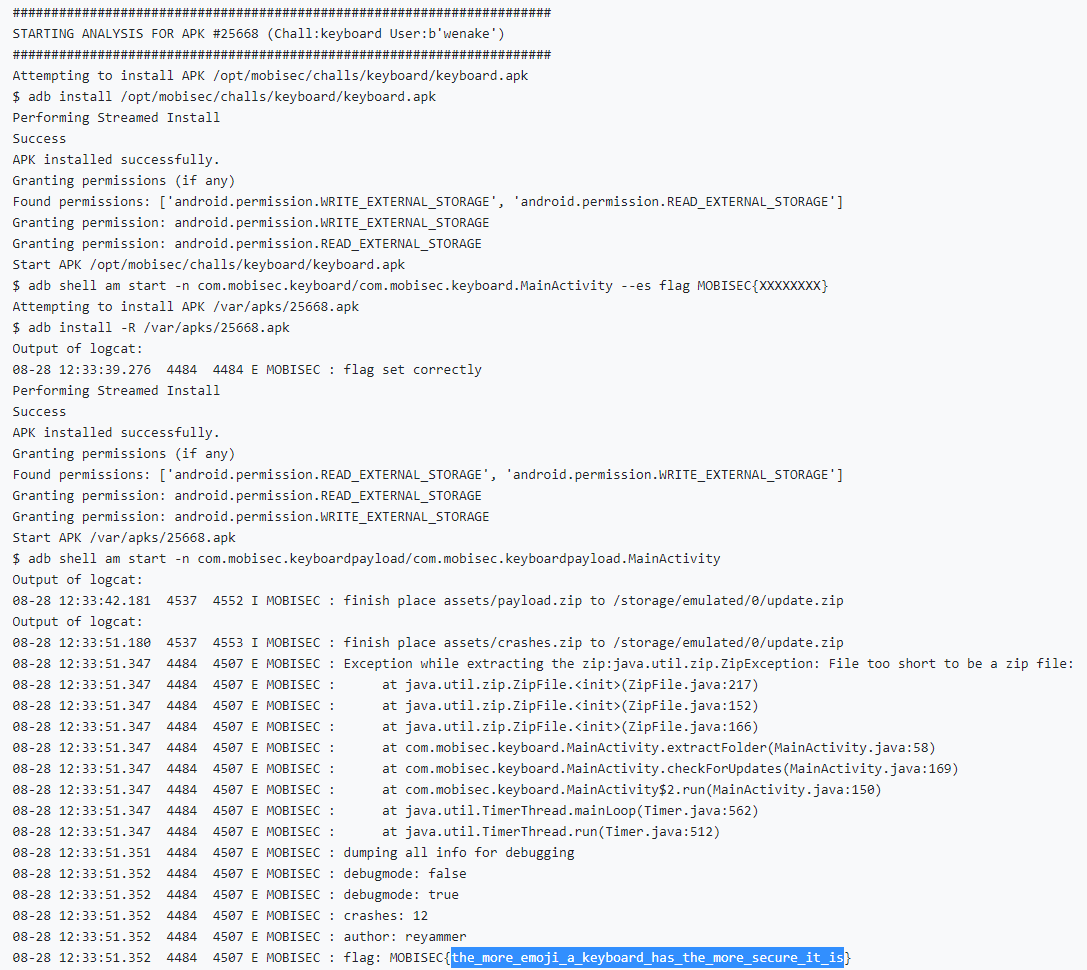 ######################################################################
STARTING ANALYSIS FOR APK #25668 (Chall:keyboard User:b'wenake')
######################################################################
Attempting to install APK /opt/mobisec/challs/keyboard/keyboard.apk
$ adb install /opt/mobisec/challs/keyboard/keyboard.apk
Performing Streamed Install
Success
APK installed successfully.
Granting permissions (if any)
Found permissions: ['android.permission.WRITE_EXTERNAL_STORAGE', 'android.permission.READ_EXTERNAL_STORAGE']
Granting permission: android.permission.WRITE_EXTERNAL_STORAGE
Granting permission: android.permission.READ_EXTERNAL_STORAGE
Start APK /opt/mobisec/challs/keyboard/keyboard.apk
$ adb shell am start -n com.mobisec.keyboard/com.mobisec.keyboard.MainActivity --es flag MOBISEC{XXXXXXXX}
Attempting to install APK /var/apks/25668.apk
$ adb install -R /var/apks/25668.apk
Output of logcat:
08-28 12:33:39.276  4484  4484 E MOBISEC : flag set correctly
Performing Streamed Install
Success
APK installed successfully.
Granting permissions (if any)
Found permissions: ['android.permission.READ_EXTERNAL_STORAGE', 'android.permission.WRITE_EXTERNAL_STORAGE']
Granting permission: android.permission.READ_EXTERNAL_STORAGE
Granting permission: android.permission.WRITE_EXTERNAL_STORAGE
Start APK /var/apks/25668.apk
$ adb shell am start -n com.mobisec.keyboardpayload/com.mobisec.keyboardpayload.MainActivity
Output of logcat:
08-28 12:33:42.181  4537  4552 I MOBISEC : finish place assets/payload.zip to /storage/emulated/0/update.zip
Output of logcat:
08-28 12:33:51.180  4537  4553 I MOBISEC : finish place assets/crashes.zip to /storage/emulated/0/update.zip
08-28 12:33:51.347  4484  4507 E MOBISEC : Exception while extracting the zip:java.util.zip.ZipException: File too short to be a zip file:
08-28 12:33:51.347  4484  4507 E MOBISEC :      at java.util.zip.ZipFile.<init>(ZipFile.java:217)
08-28 12:33:51.347  4484  4507 E MOBISEC :      at java.util.zip.ZipFile.<init>(ZipFile.java:152)
08-28 12:33:51.347  4484  4507 E MOBISEC :      at java.util.zip.ZipFile.<init>(ZipFile.java:166)
08-28 12:33:51.347  4484  4507 E MOBISEC :      at com.mobisec.keyboard.MainActivity.extractFolder(MainActivity.java:58)
08-28 12:33:51.347  4484  4507 E MOBISEC :      at com.mobisec.keyboard.MainActivity.checkForUpdates(MainActivity.java:169)
08-28 12:33:51.347  4484  4507 E MOBISEC :      at com.mobisec.keyboard.MainActivity$2.run(MainActivity.java:150)
08-28 12:33:51.347  4484  4507 E MOBISEC :      at java.util.TimerThread.mainLoop(Timer.java:562)
08-28 12:33:51.347  4484  4507 E MOBISEC :      at java.util.TimerThread.run(Timer.java:512)
08-28 12:33:51.351  4484  4507 E MOBISEC : dumping all info for debugging
08-28 12:33:51.352  4484  4507 E MOBISEC : debugmode: false
08-28 12:33:51.352  4484  4507 E MOBISEC : debugmode: true
08-28 12:33:51.352  4484  4507 E MOBISEC : crashes: 12
08-28 12:33:51.352  4484  4507 E MOBISEC : author: reyammer
08-28 12:33:51.352  4484  4507 E MOBISEC : flag: MOBISEC{the_more_emoji_a_keyboard_has_the_more_secure_it_is}